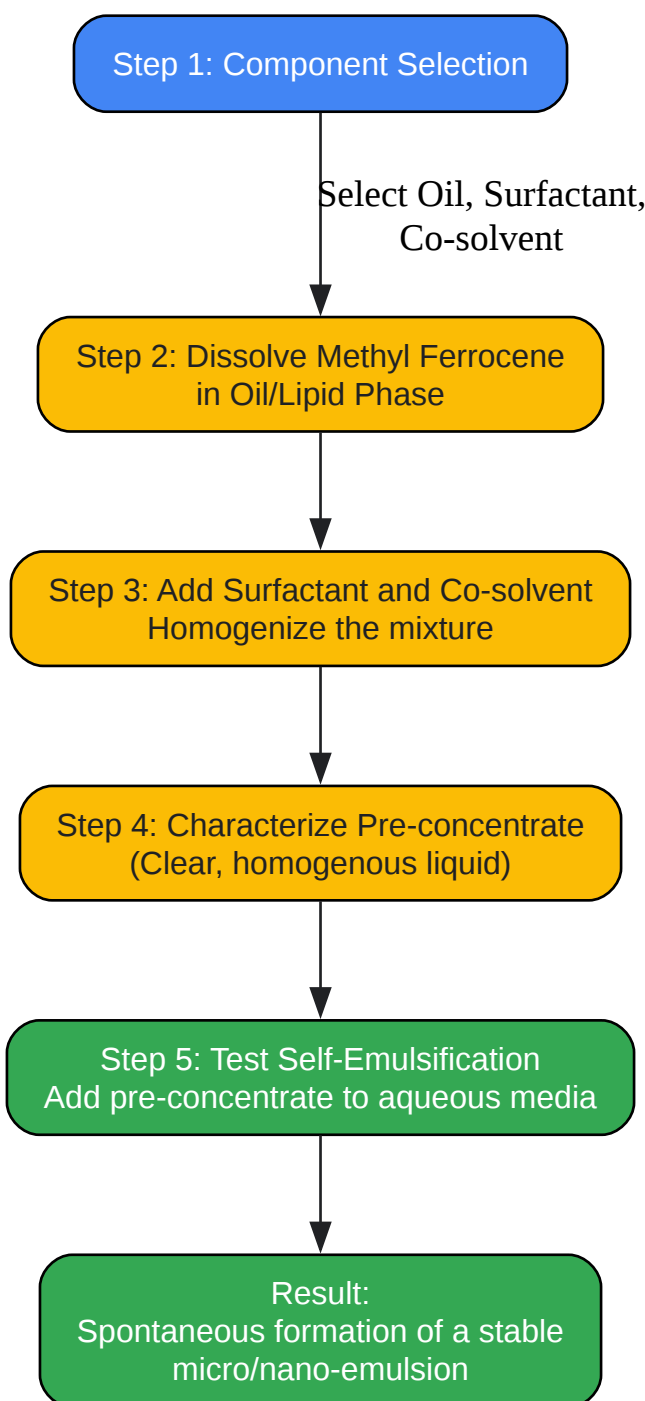 Step 1: Component Selection
Select Oil, Surfactant,
Co-solvent
Step 2: Dissolve Methyl Ferrocene
in Oil/Lipid Phase
Step 3: Add Surfactant and Co-solvent
Homogenize the mixture
Step 4: Characterize Pre-concentrate
(Clear, homogenous liquid)
Step 5: Test Self-Emulsification
Add pre-concentrate to aqueous media
Result:
Spontaneous formation of a stable
micro/nano-emulsion